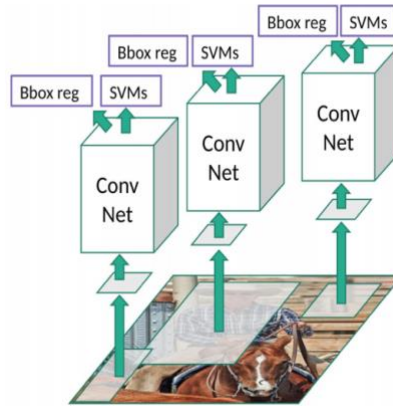 Bbox reg SVMs
Bbox reg SVMs
Bbox reg SVMs
Conv
Net
Conv
Net
Conv
Net